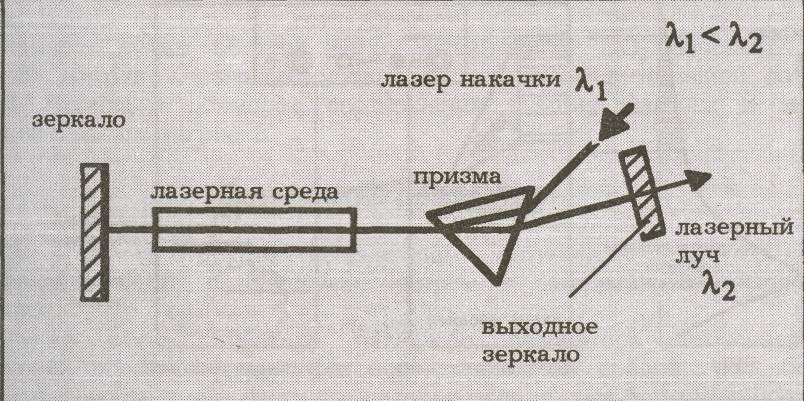 λ1 < λ2
лазер накачки λ1
зеркало
призма
лазерная среда
лазерный
луч
λ2
выходное
зеркало